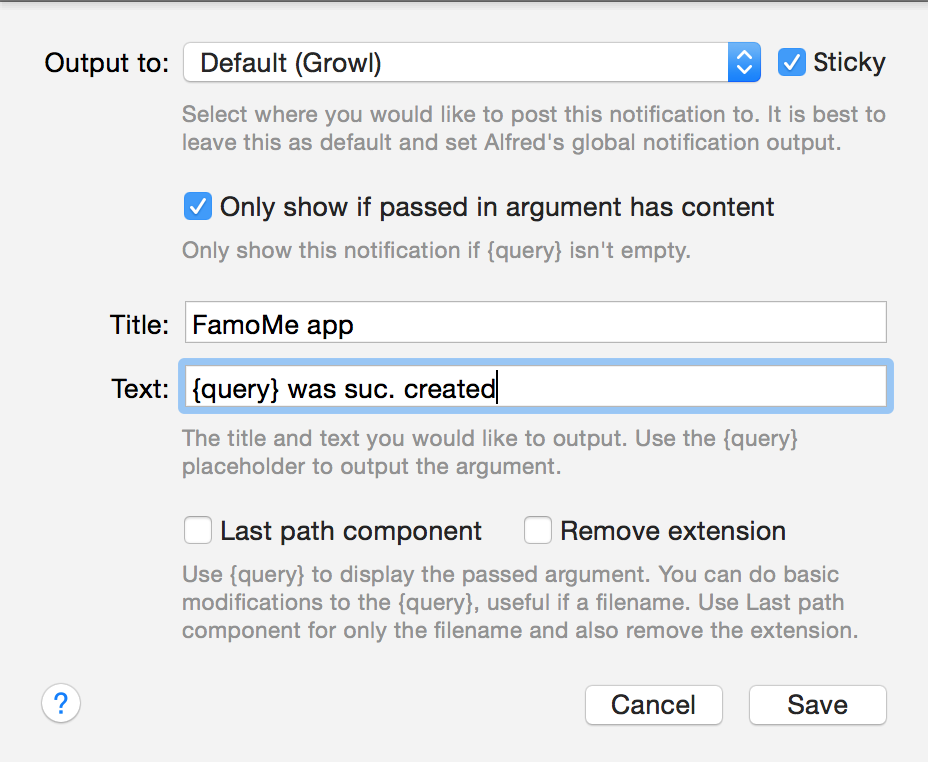 Output to: Default (Growl) Sticky
Select where you would like to post this notification to. It is best to
leave this as default and set Alfred's global notification output.
Only show if passed in argument has content
Only show this notification if {query} isn't empty.
Title: FamoMe app
Text: {query} was suc. created
The title and text you would like to output. Use the {query}
placeholder to output the argument.
Last path component Remove extension
Use {query} to display the passed argument. You can do basic
modifications to the {query}, useful if a filename. Use Last path
component for only the filename and also remove the extension.
? Cancel Save